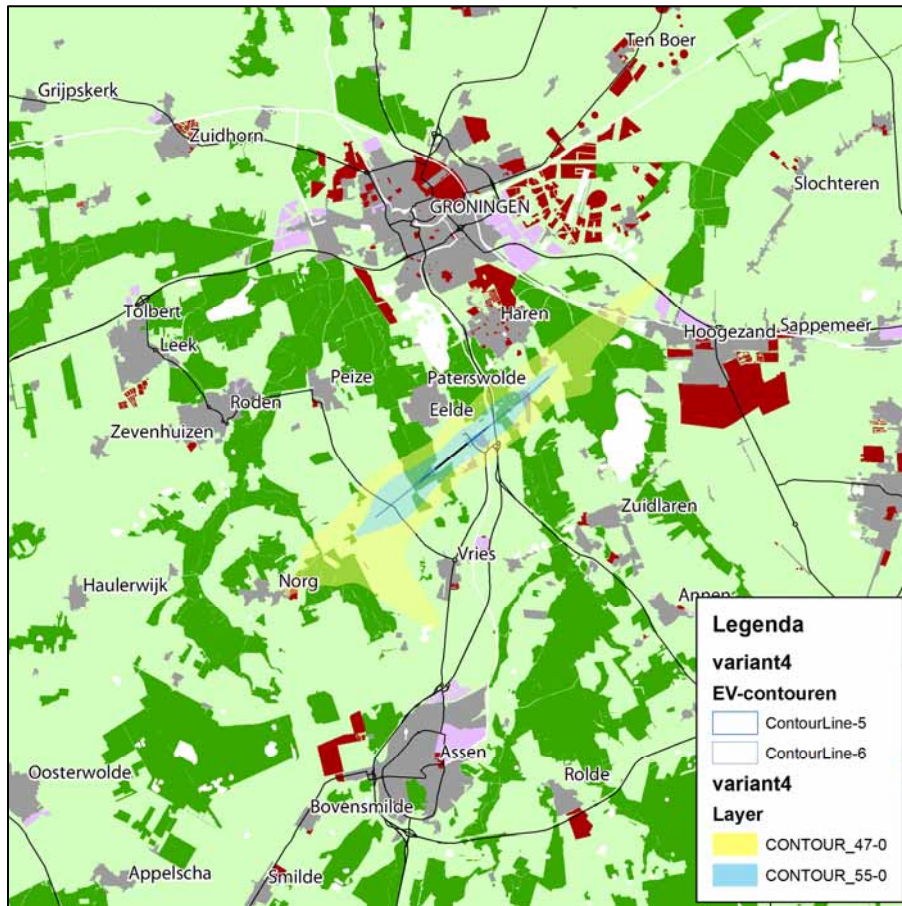 Ten Boer
Grijpskerk
Zuidhorn
Slochteren
GRONINGEN
Tolbert
Haren
Hoogezand
Sappemeer
Leek
Peize
Paterswolde
Roden
Eelde
Zevenhuizen
Zuidlaren
Vries
Haulerwijk
Norg
Annen
Legenda
variant4
EV-contouren
ContourLine-5
ContourLine-6
variant4
Layer
CONTOUR_47-0
CONTOUR_55-0
Assen
Oosterwolde
Rolde
Bovensmilde
Appelscha
Smilde